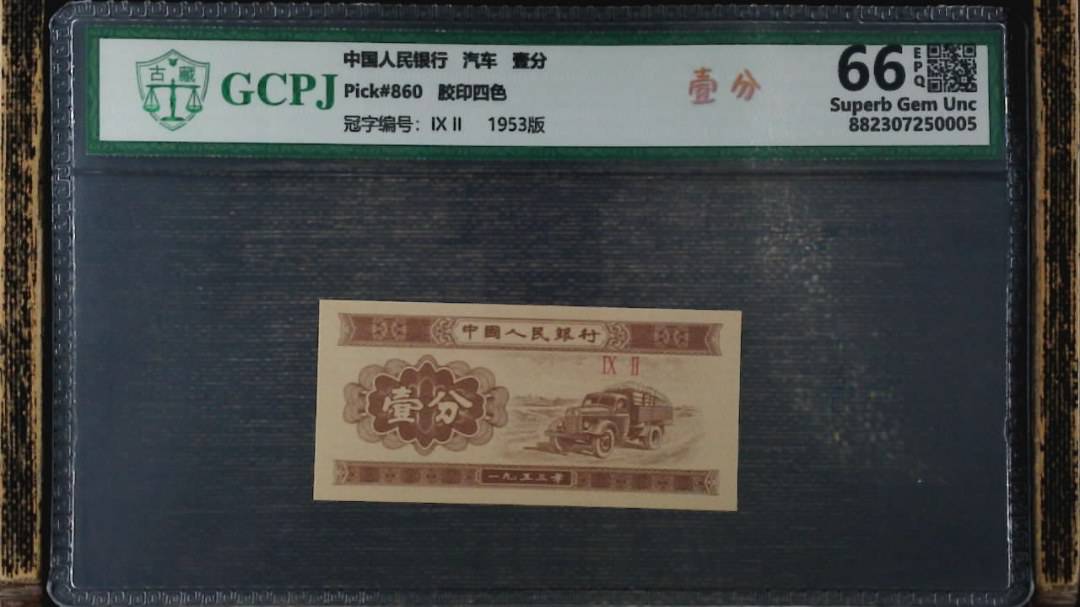 古藏
GCPJ
中国人民银行 汽车 壹分
Pick#860 胶印四色
冠字编号: IX II 1953版
壹分
66 EPQ
Superb Gem Unc
882307250005
中國人民銀行
IX II
壹分
一九五三年